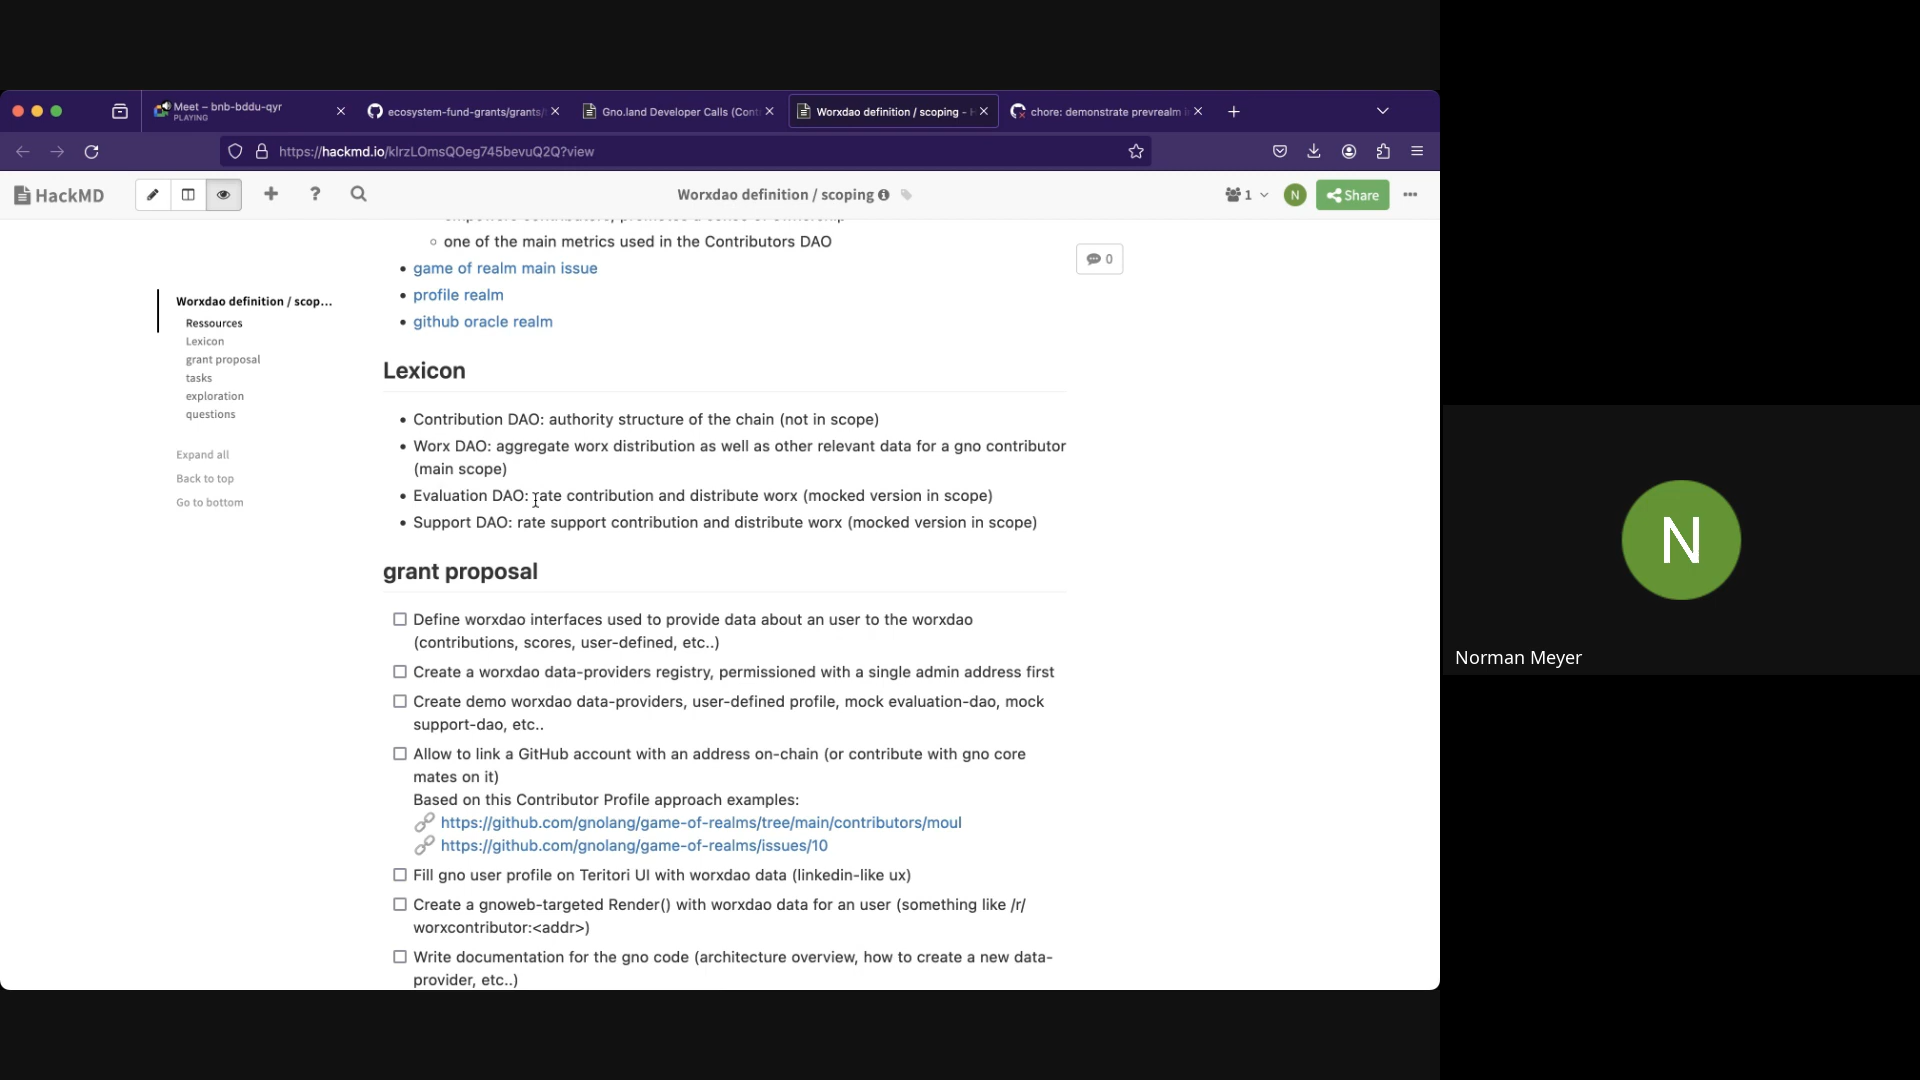 Meet – bnb-bddu-qyr
PLAYING
ecosystem-fund-grants/grants/
Gno.land Developer Calls (Cont
Worxdao definition / scoping -
chore: demonstrate prevrealm
https://hackmd.io/klrzLOmsQOeg745bevuQ2Q?view
HackMD
Worxdao definition / scoping
1
N
Share
empowers contributors, promotes a sense of ownership
one of the main metrics used in the Contributors DAO
0
game of realm main issue
profile realm
github oracle realm
Worxdao definition / scop...
Ressources
Lexicon
grant proposal
tasks
exploration
questions
Expand all
Back to top
Go to bottom
Lexicon
Contribution DAO: authority structure of the chain (not in scope)
Worx DAO: aggregate worx distribution as well as other relevant data for a gno contributor
(main scope)
Evaluation DAO: rate contribution and distribute worx (mocked version in scope)
Support DAO: rate support contribution and distribute worx (mocked version in scope)
grant proposal
Define worxdao interfaces used to provide data about an user to the worxdao
(contributions, scores, user-defined, etc..)
Create a worxdao data-providers registry, permissioned with a single admin address first
Create demo worxdao data-providers, user-defined profile, mock evaluation-dao, mock
support-dao, etc..
Allow to link a GitHub account with an address on-chain (or contribute with gno core
mates on it)
Based on this Contributor Profile approach examples:
https://github.com/gnolang/game-of-realms/tree/main/contributors/moul
https://github.com/gnolang/game-of-realms/issues/10
Fill gno user profile on Teritori UI with worxdao data (linkedin-like ux)
Create a gnoweb-targeted Render() with worxdao data for an user (something like /r/
worxcontributor:<addr>)
Write documentation for the gno code (architecture overview, how to create a new data-
provider, etc..)
N
Norman Meyer